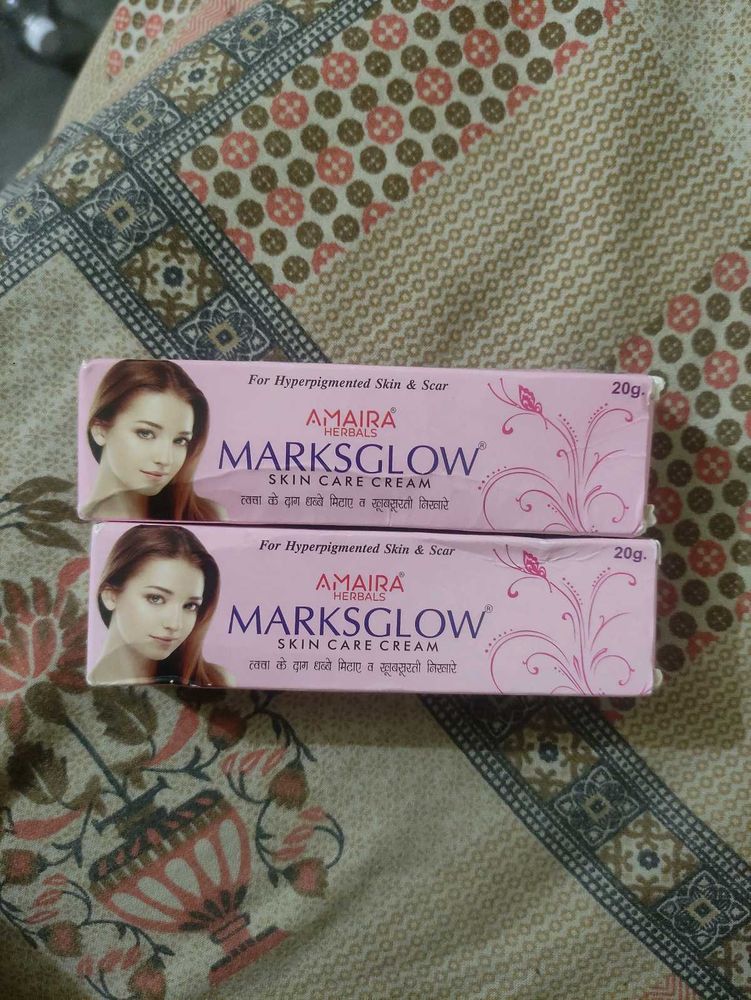 For Hyperpigmented Skin & Scar
20g.
AMAIRA®
HERBALS
MARKSGLOW®
SKIN CARE CREAM
त्वचा के दाग धब्बे मिटाए व खूबसूरती निखारे
For Hyperpigmented Skin & Scar
20g.
AMAIRA®
HERBALS
MARKSGLOW®
SKIN CARE CREAM
त्वचा के दाग धब्बे मिटाए व खूबसूरती निखारे